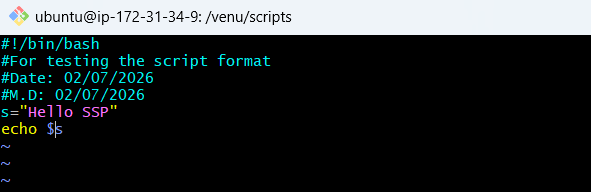 ubuntu@ip-172-31-34-9: /venu/scripts
#!/bin/bash
#For testing the script format
#Date: 02/07/2026
#M.D: 02/07/2026
s="Hello SSP"
echo $s
~
~
~